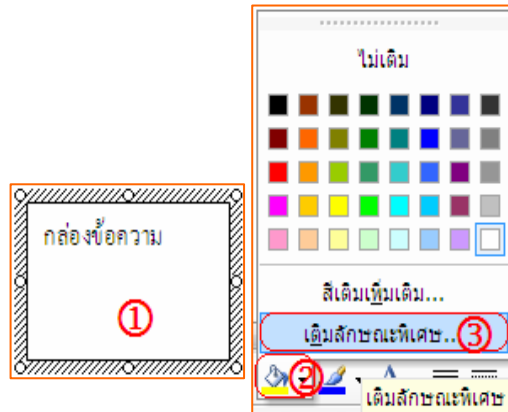 ไม่เติม
กล่องข้อความ
①
สีเติมเพิ่มเติม...
เติมลักษณะพิเศษ... ③
②
เติมลักษณะพิเศษ